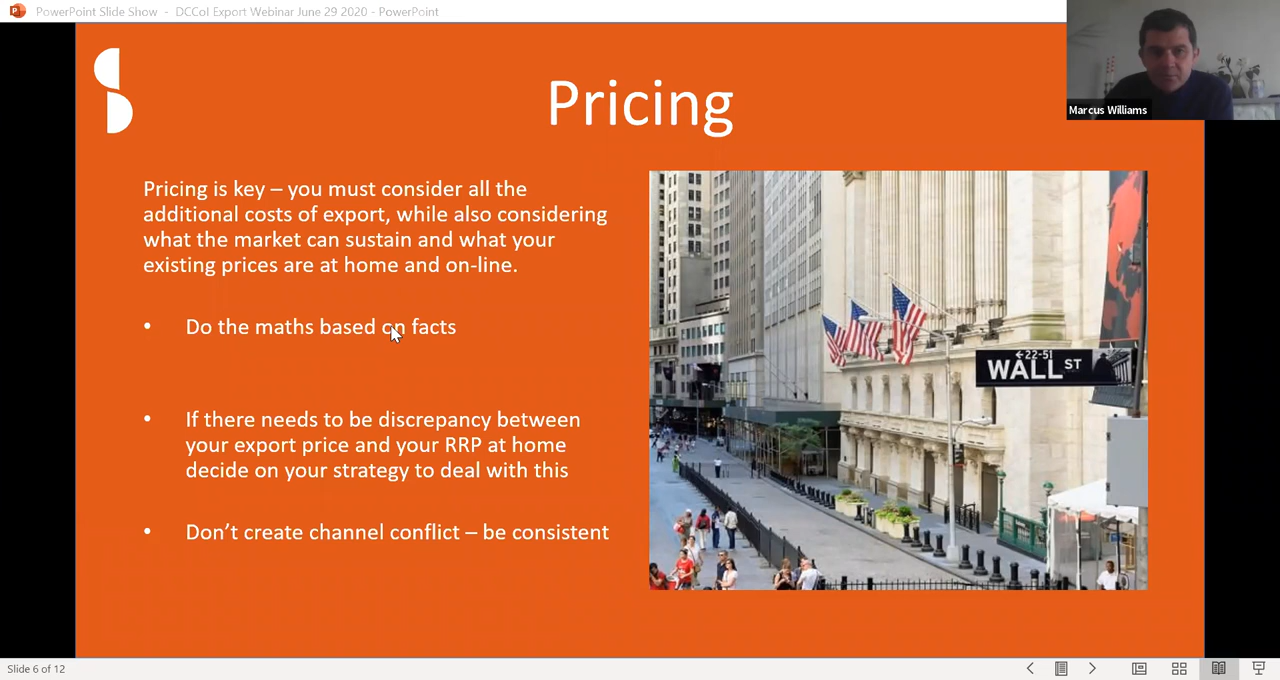 PowerPoint Slide Show - DCCoI Export Webinar June 29 2020 - PowerPoint
Marcus Williams
Pricing
Pricing is key – you must consider all the
additional costs of export, while also considering
what the market can sustain and what your
existing prices are at home and on-line.
• Do the maths based on facts
• If there needs to be discrepancy between
your export price and your RRP at home
decide on your strategy to deal with this
• Don’t create channel conflict – be consistent
←22-51
WALL ST
Slide 6 of 12